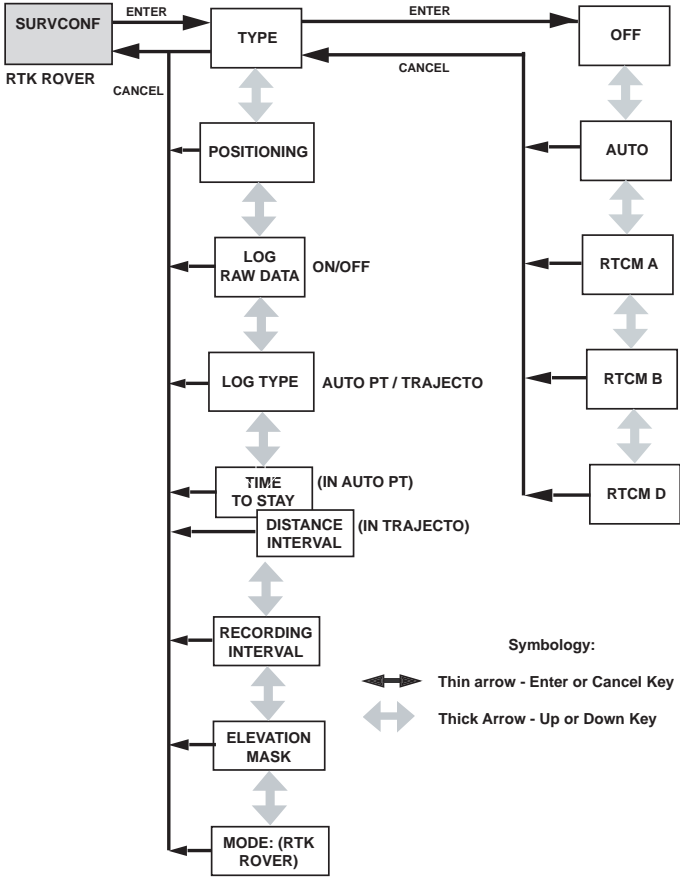 SURVCONF
ENTER
TYPE
ENTER
OFF
RTK ROVER
CANCEL
CANCEL
POSITIONING
AUTO
LOG
RAW DATA
ON/OFF
RTCM A
LOG TYPE
AUTO PT / TRAJECTO
RTCM B
TIME
TO STAY
(IN AUTO PT)
RTCM D
DISTANCE
INTERVAL
(IN TRAJECTO)
RECORDING
INTERVAL
Symbology:
Thin arrow - Enter or Cancel Key
Thick Arrow - Up or Down Key
ELEVATION
MASK
MODE: (RTK
ROVER)